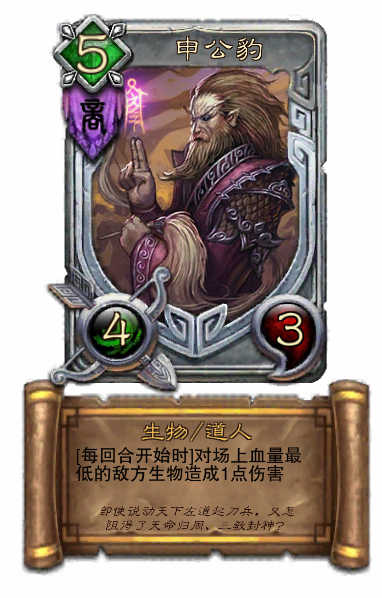 5
申公豹
商
4
3
生物/道人
[每回合开始时]对场上血量最
低的敌方生物造成1点伤害
即使说动天下左道起刀兵，又怎
阻得了天命归周、三教封神？